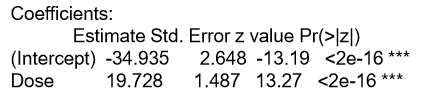 Coefficients:
Estimate Std. Error z value Pr(>|z|)
(Intercept) -34.935 2.648 -13.19 <2e-16 ***
Dose 19.728 1.487 13.27 <2e-16 ***